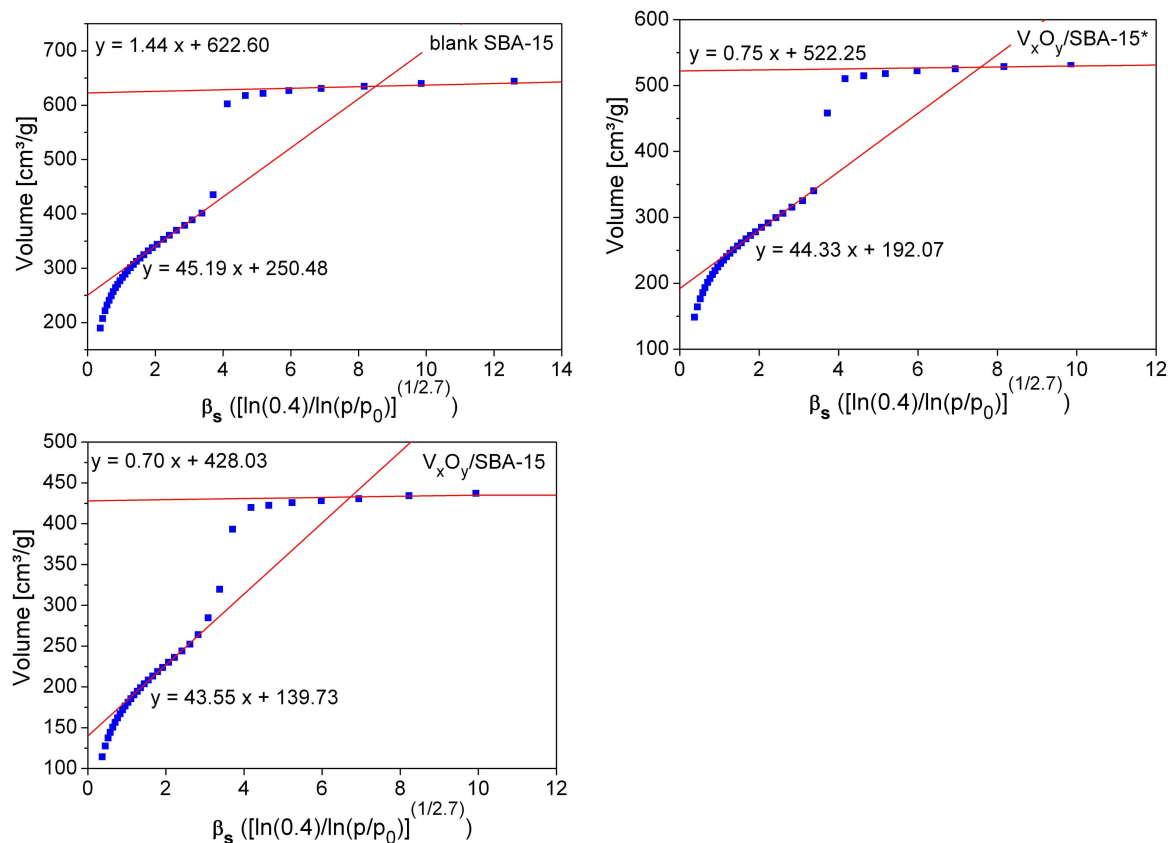 y = 1.44 x + 622.60
blank SBA-15
y = 45.19 x + 250.48
Volume [cm³/g]
700
600
500
400
300
200
0 2 4 6 8 10 12 14
βs ([ln(0.4)/ln(p/p0)](1/2.7))
y = 0.75 x + 522.25
VxOy/SBA-15*
y = 44.33 x + 192.07
Volume [cm³/g]
600
500
400
300
200
100
0 2 4 6 8 10 12
βs ([ln(0.4)/ln(p/p0)](1/2.7))
y = 0.70 x + 428.03
VxOy/SBA-15
y = 43.55 x + 139.73
Volume [cm³/g]
500
450
400
350
300
250
200
150
100
0 2 4 6 8 10 12
βs ([ln(0.4)/ln(p/p0)](1/2.7))